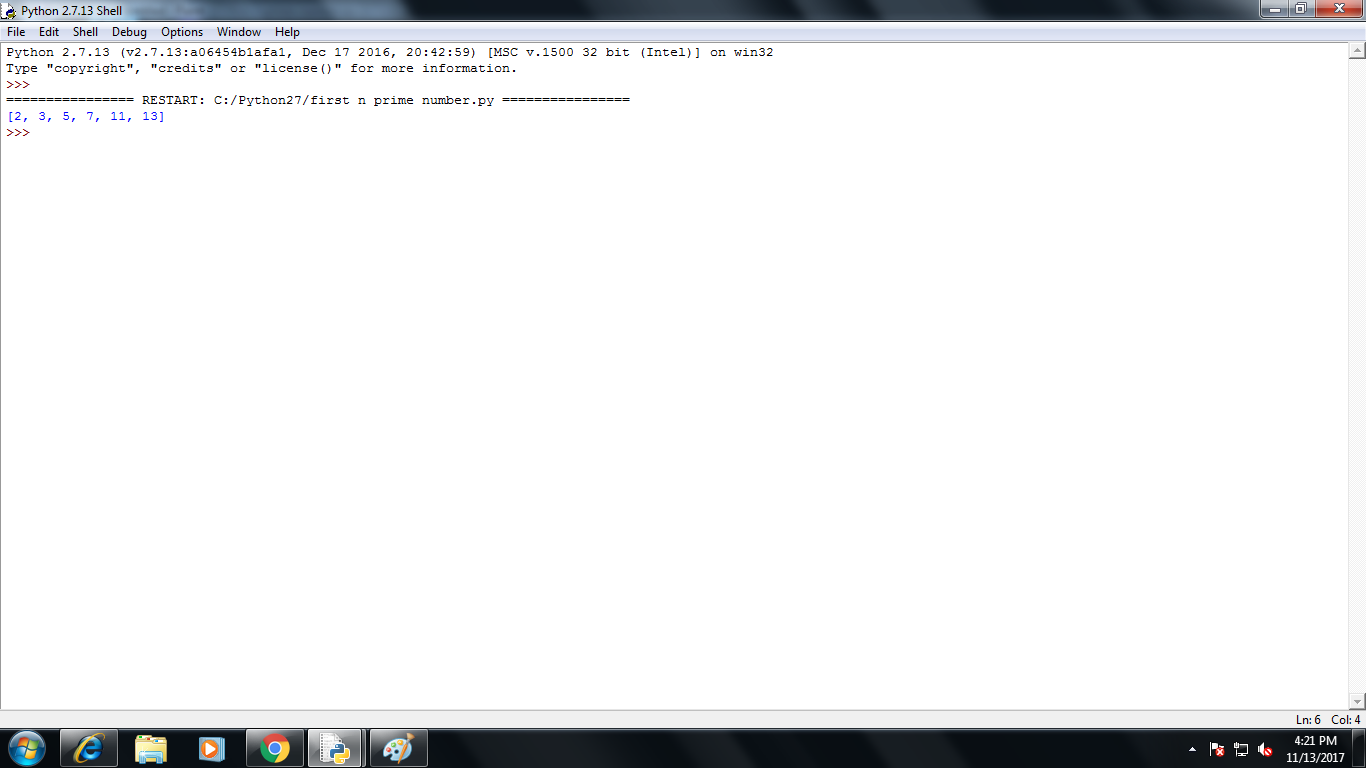 Python 2.7.13 Shell
File Edit Shell Debug Options Window Help
Python 2.7.13 (v2.7.13:a06454b1afa1, Dec 17 2016, 20:42:59) [MSC v.1500 32 bit (Intel)] on win32
Type "copyright", "credits" or "license()" for more information.
>>>
================ RESTART: C:/Python27/first n prime number.py ================
[2, 3, 5, 7, 11, 13]
>>>
Ln: 6 Col: 4
4:21 PM
11/13/2017